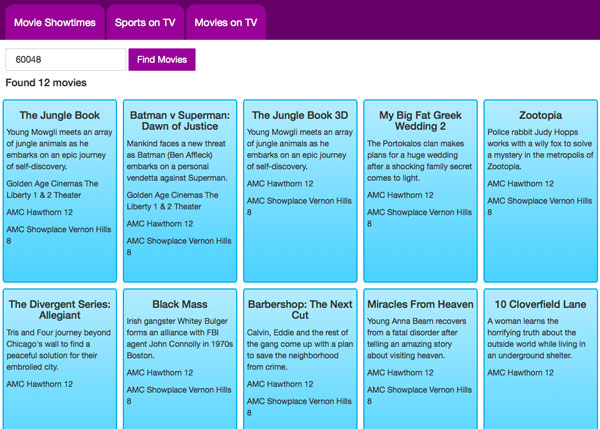 Movie Showtimes
Sports on TV
Movies on TV
60048
Find Movies
Found 12 movies
The Jungle Book
Young Mowgli meets an array
of jungle animals as he
embarks on an epic journey
of self-discovery.
Golden Age Cinemas The
Liberty 1 & 2 Theater
AMC Hawthorn 12
AMC Showplace Vernon Hills
8
Batman v Superman:
Dawn of Justice
Mankind faces a new threat
as Batman (Ben Affleck)
embarks on a personal
vendetta against Superman.
Golden Age Cinemas The
Liberty 1 & 2 Theater
AMC Hawthorn 12
AMC Showplace Vernon Hills
8
The Jungle Book 3D
Young Mowgli meets an array
of jungle animals as he
embarks on an epic journey
of self-discovery.
AMC Hawthorn 12
AMC Showplace Vernon Hills
8
My Big Fat Greek
Wedding 2
The Portokalos clan makes
plans for a huge wedding
after a shocking family secret
comes to light.
AMC Hawthorn 12
AMC Showplace Vernon Hills
8
Zootopia
Police rabbit Judy Hopps
works with a wily fox to solve
a mystery in the metropolis of
Zootopia.
AMC Hawthorn 12
AMC Showplace Vernon Hills
8
The Divergent Series:
Allegiant
Tris and Four journey beyond
Chicago's wall to find a
peaceful solution for their
embroiled city.
AMC Hawthorn 12
Black Mass
Irish gangster Whitey Bulger
forms an alliance with FBI
agent John Connolly in 1970s
Boston.
AMC Hawthorn 12
AMC Showplace Vernon Hills
8
Barbershop: The Next
Cut
Calvin, Eddie and the rest of
the gang come up with a plan
to save the neighborhood
from crime.
AMC Hawthorn 12
AMC Showplace Vernon Hills
8
Miracles From Heaven
Young Anna Beam recovers
from a fatal disorder after
telling an amazing story
about visiting heaven.
AMC Hawthorn 12
AMC Showplace Vernon Hills
8
10 Cloverfield Lane
A woman learns the
horrifying truth about the
outside world while living in
an underground shelter.
AMC Hawthorn 12